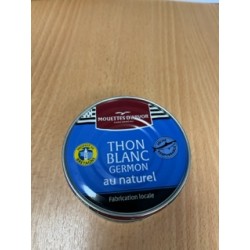 MOUETTES D'ARVOR
THON
BLANC
GERMON
au naturel
Fabrication locale